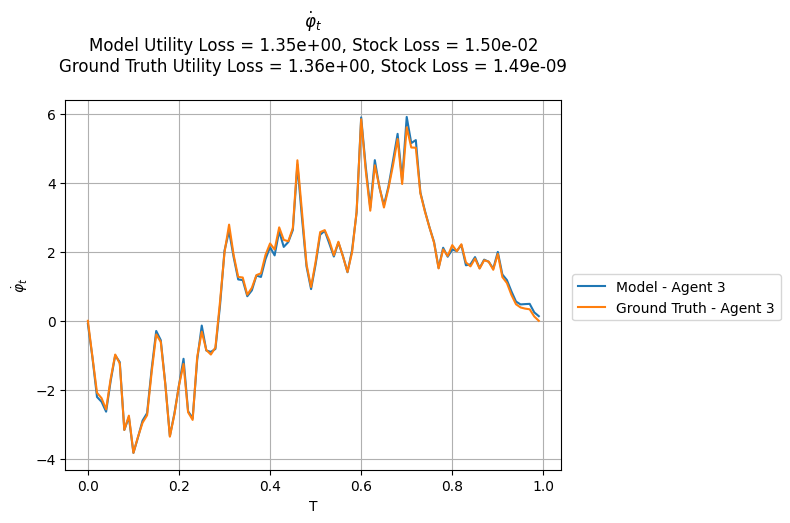 φ̇_t
Model Utility Loss = 1.35e+00, Stock Loss = 1.50e-02
Ground Truth Utility Loss = 1.36e+00, Stock Loss = 1.49e-09
φ̇_t
6
4
2
0
−2
−4
0.0 0.2 0.4 0.6 0.8 1.0
T
Model - Agent 3
Ground Truth - Agent 3